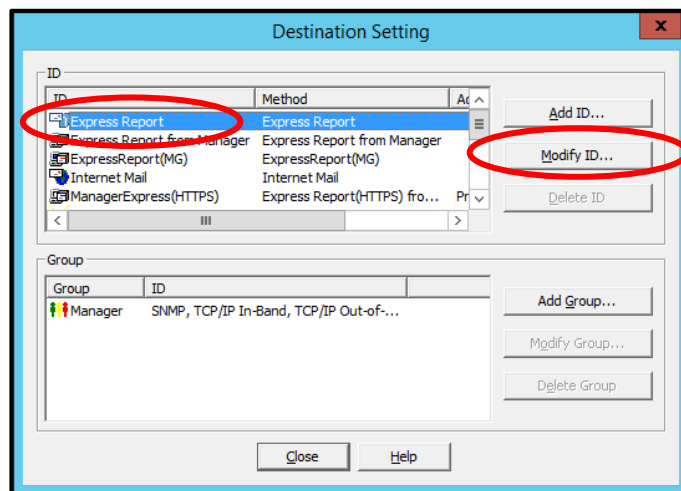 Destination Setting
x
ID
ID Method Ad
Express Report Express Report
Express Report from Manager Express Report from Manager
ExpressReport(MG) ExpressReport(MG)
Internet Mail Internet Mail
ManagerExpress(HTTPS) Express Report(HTTPS) fro... Pr
Add ID...
Modify ID...
Delete ID
Group
Group ID
Manager SNMP, TCP/IP In-Band, TCP/IP Out-of-...
Add Group...
Modify Group...
Delete Group
Close Help